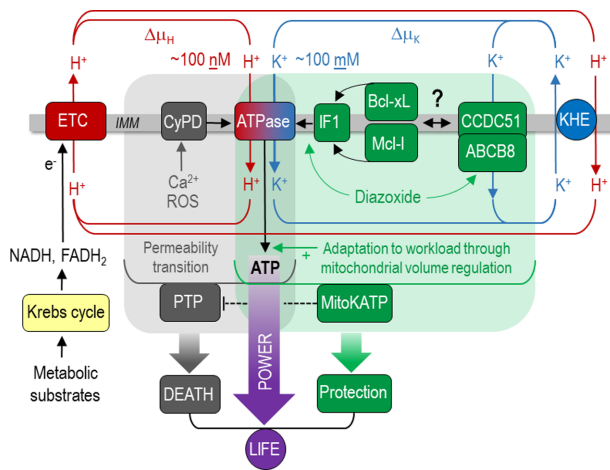 ΔμH
ΔμK
H⁺
H⁺
K⁺
K⁺
K⁺
H⁺
~100 nM
~100 mM
ETC
IMM
CyPD
ATPase
IF1
Bcl-xL
Mcl-I
?
CCDC51
ABCB8
KHE
e⁻
H⁺
Ca²⁺
ROS
H⁺
K⁺
Diazoxide
K⁺
H⁺
NADH, FADH₂
Permeability
transition
+
Adaptation to workload through
mitochondrial volume regulation
ATP
Krebs cycle
PTP
MitoKATP
POWER
Metabolic
substrates
DEATH
Protection
LIFE